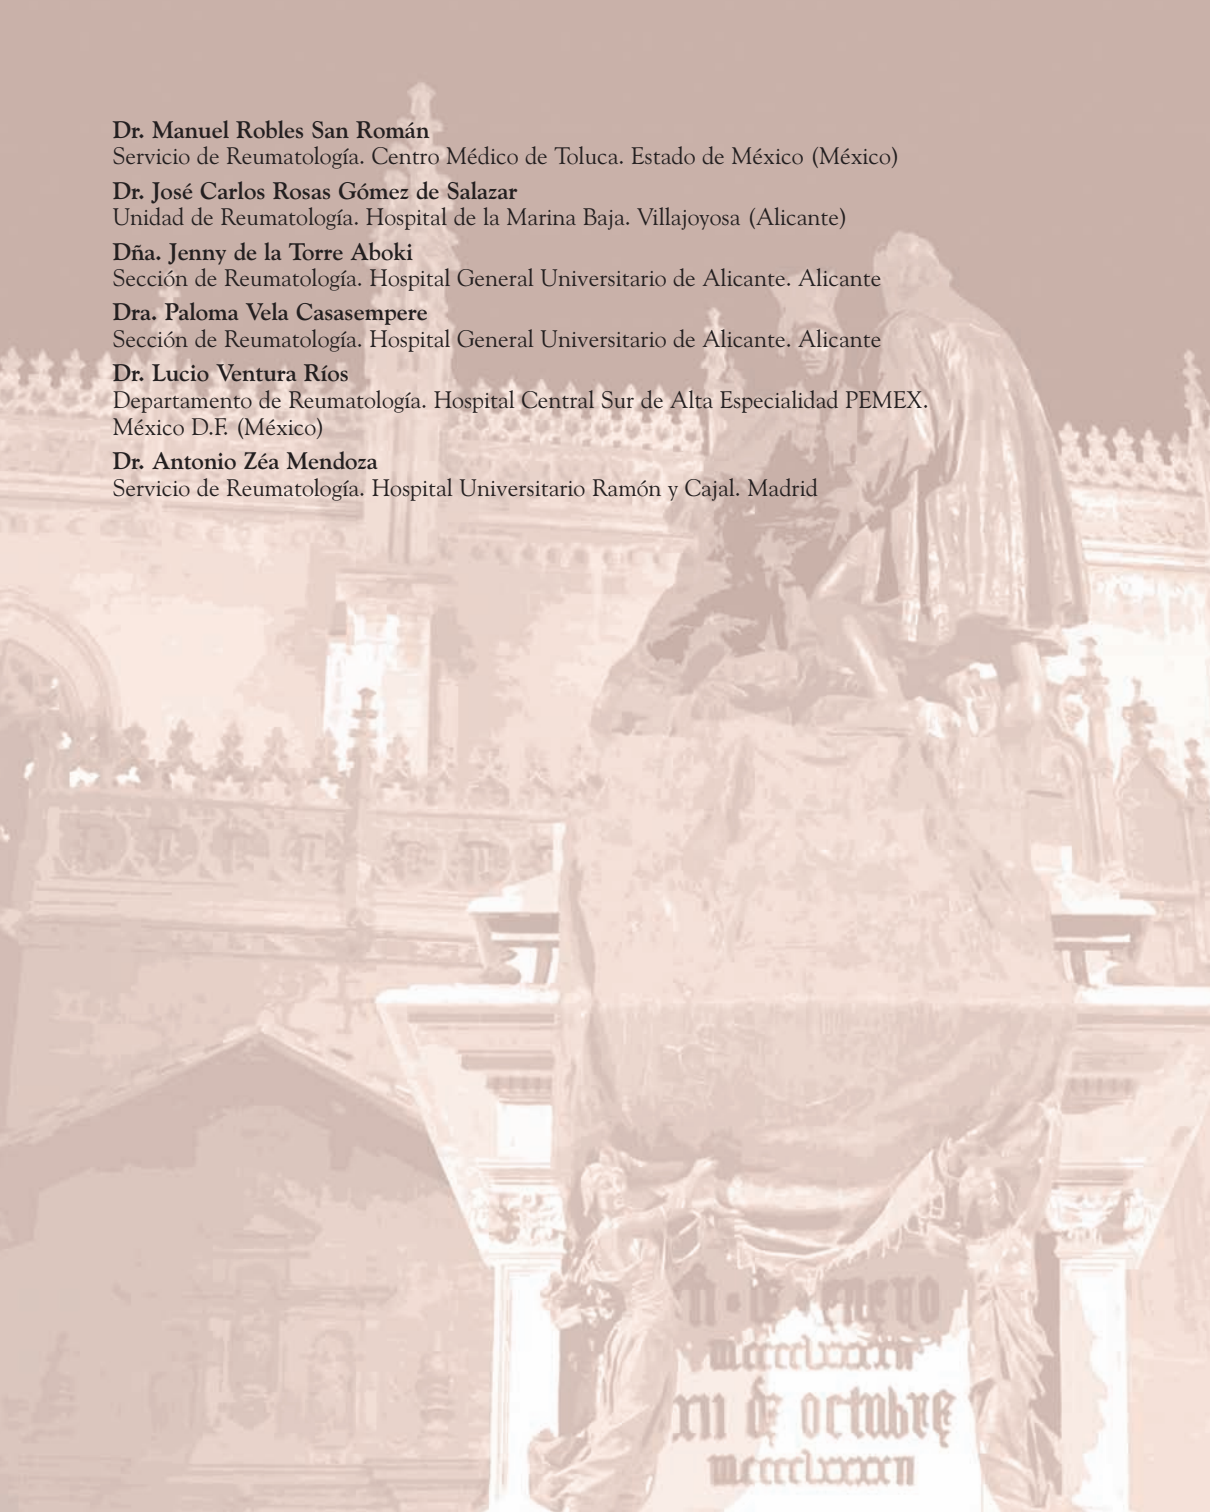 Dr. Manuel Robles San Román
Servicio de Reumatología. Centro Médico de Toluca. Estado de México (México)
Dr. José Carlos Rosas Gómez de Salazar
Unidad de Reumatología. Hospital de la Marina Baja. Villajoyosa (Alicante)
Dña. Jenny de la Torre Aboki
Sección de Reumatología. Hospital General Universitario de Alicante. Alicante
Dra. Paloma Vela Casasempere
Sección de Reumatología. Hospital General Universitario de Alicante. Alicante
Dr. Lucio Ventura Ríos
Departamento de Reumatología. Hospital Central Sur de Alta Especialidad PEMEX.
México D.F. (México)
Dr. Antonio Zéa Mendoza
Servicio de Reumatología. Hospital Universitario Ramón y Cajal. Madrid
de enero
xii de octubre